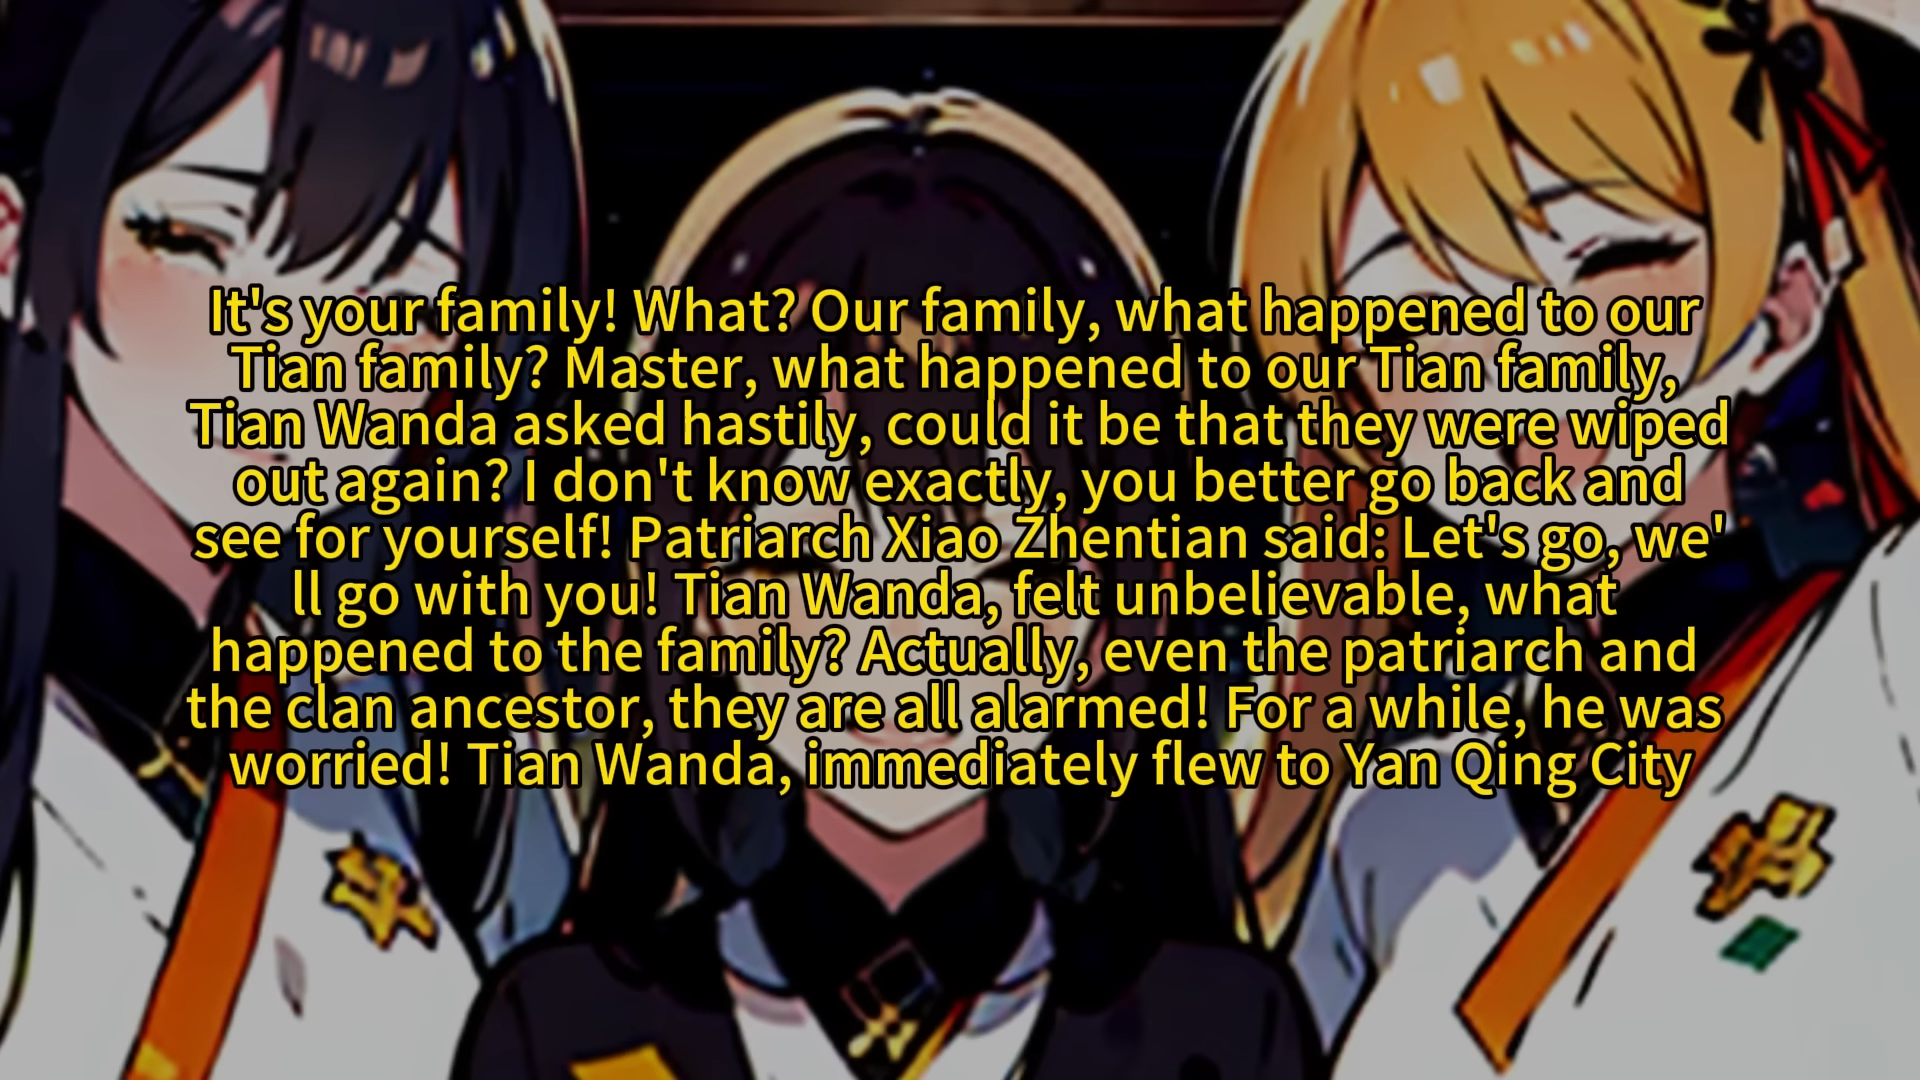 It's your family! What? Our family, what happened to our
Tian family? Master, what happened to our Tian family,
Tian Wanda asked hastily, could it be that they were wiped
out again? I don't know exactly, you better go back and
see for yourself! Patriarch Xiao Zhentian said: Let's go, we'
ll go with you! Tian Wanda, felt unbelievable, what
happened to the family? Actually, even the patriarch and
the clan ancestor, they are all alarmed! For a while, he was
worried! Tian Wanda, immediately flew to Yan Qing City